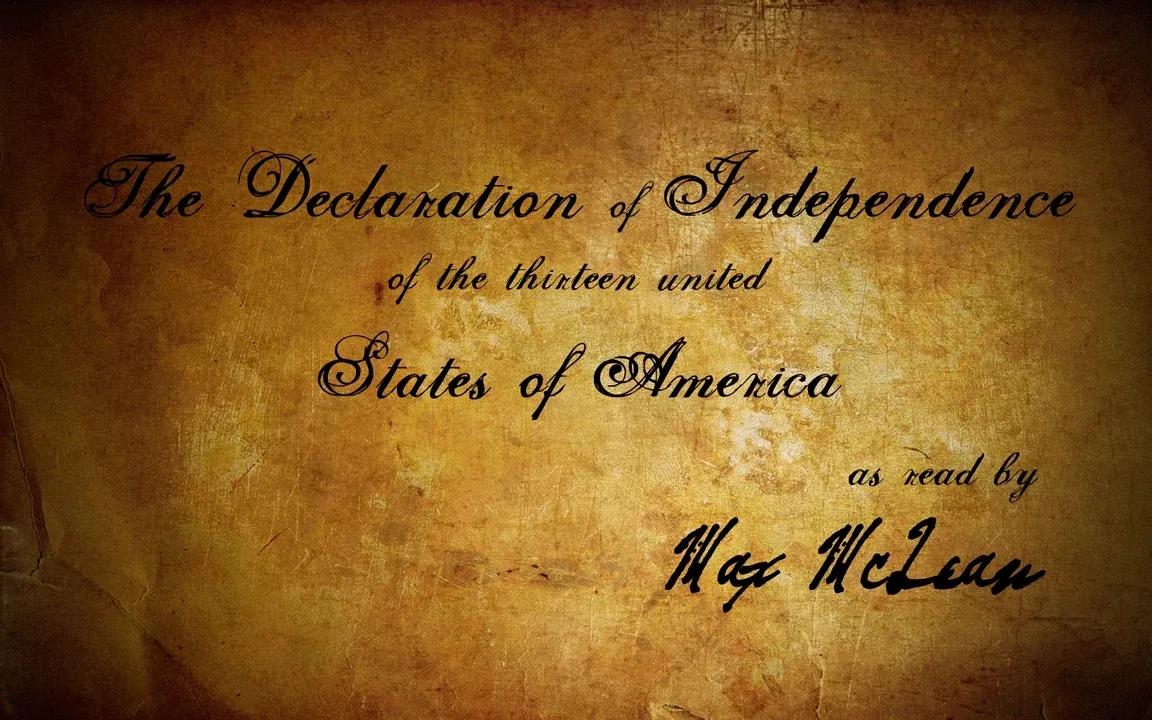 The Declaration of Independence
of the thirteen united
States of America
as read by
Max McLean